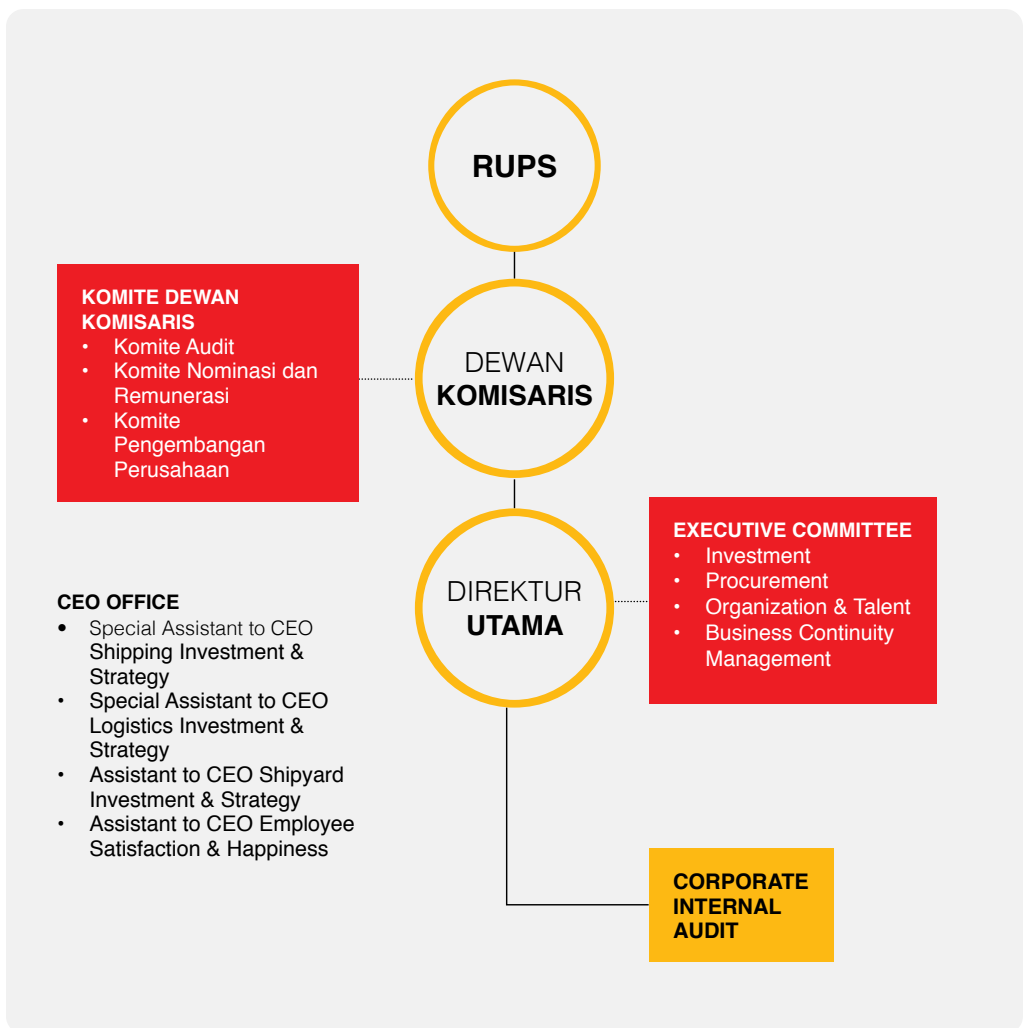 RUPS
KOMITE DEWAN
KOMISARIS
• Komite Audit
• Komite Nominasi dan
Remunerasi
• Komite
Pengembangan
Perusahaan
DEWAN
KOMISARIS
DIREKTUR
UTAMA
EXECUTIVE COMMITTEE
• Investment
• Procurement
• Organization & Talent
• Business Continuity
Management
CEO OFFICE
• Special Assistant to CEO
Shipping Investment &
Strategy
• Special Assistant to CEO
Logistics Investment &
Strategy
• Assistant to CEO Shipyard
Investment & Strategy
• Assistant to CEO Employee
Satisfaction & Happiness
CORPORATE
INTERNAL
AUDIT